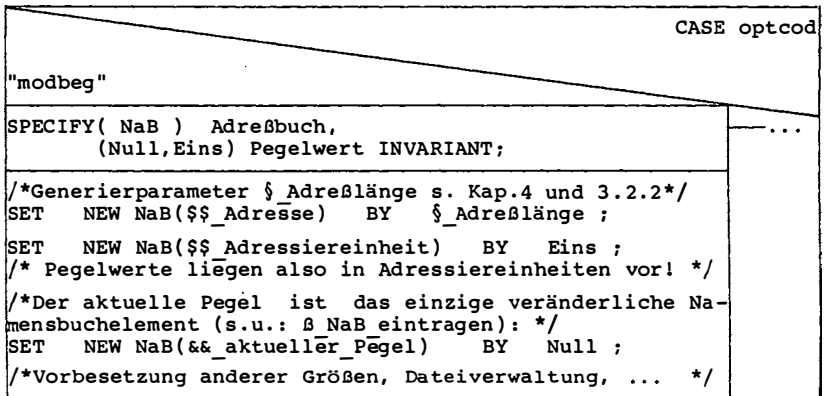 CASE optcod
"modbeg"
SPECIFY( NaB ) Adreßbuch,
(Null,Eins) Pegelwert INVARIANT;
...
/*Generierparameter §_Adreßlänge s. Kap.4 und 3.2.2*/
SET NEW NaB($$_Adresse) BY §_Adreßlänge ;
SET NEW NaB($$_Adressiereinheit) BY Eins ;
/* Pegelwerte liegen also in Adressiereinheiten vor! */
/*Der aktuelle Pegel ist das einzige veränderliche Na-
mensbuchelement (s.u.: ß_NaB_eintragen): */
SET NEW NaB(&&_aktueller_Pegel) BY Null ;
/*Vorbesetzung anderer Größen, Dateiverwaltung, ... */